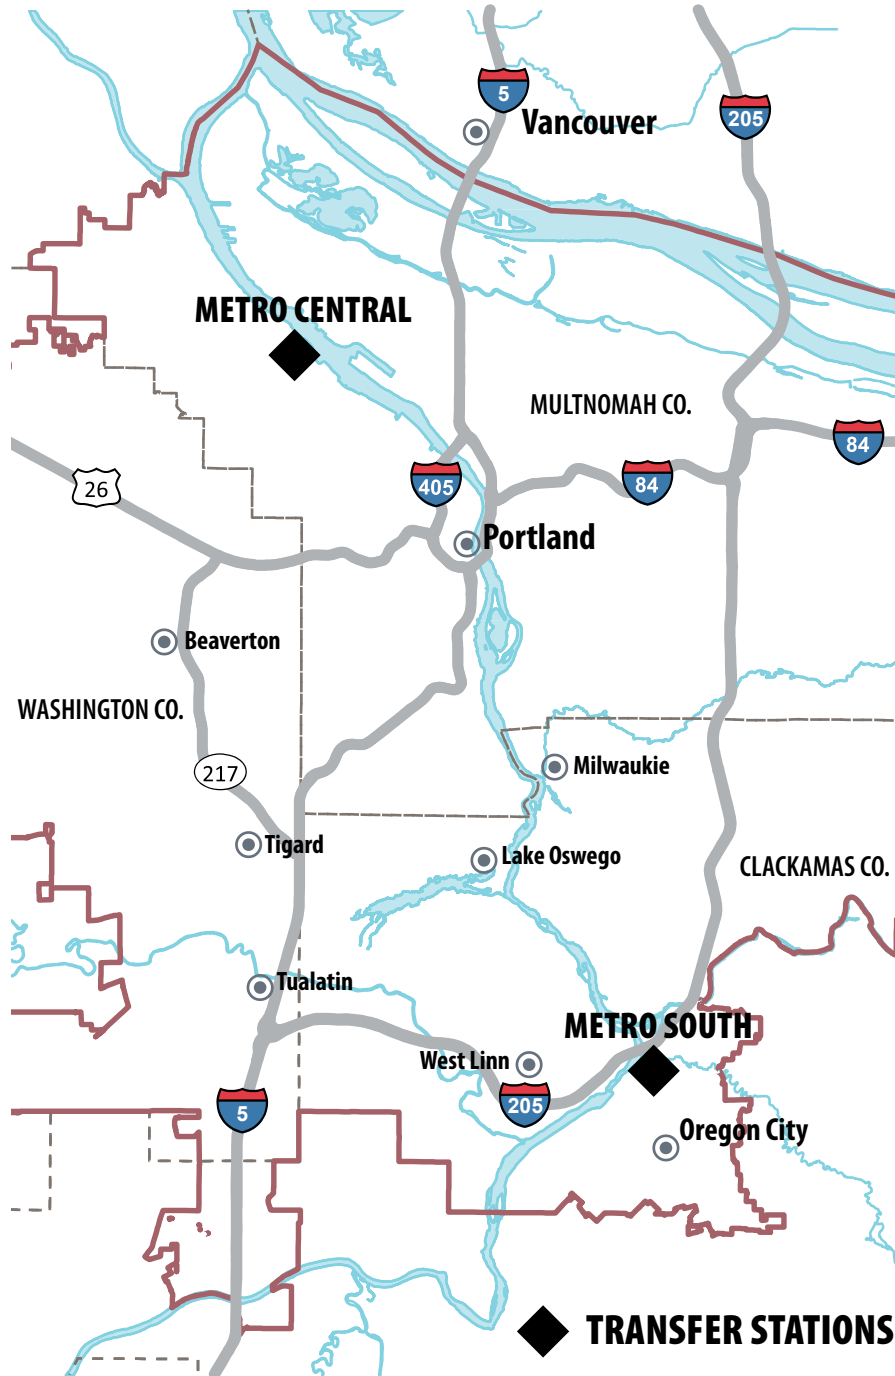 5
205
Vancouver
METRO CENTRAL
MULTNOMAH CO.
84
84
405
26
Portland
Beaverton
WASHINGTON CO.
217
Milwaukie
Tigard
Lake Oswego
CLACKAMAS CO.
Tualatin
METRO SOUTH
West Linn
205
5
Oregon City
TRANSFER STATIONS